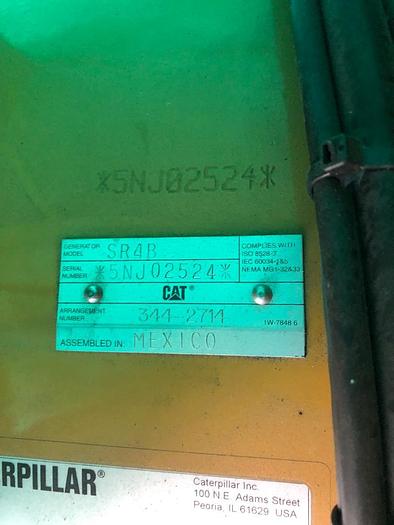 *5NJ02524*
GENERATOR MODEL SR4B
SERIAL NUMBER *5NJ02524*
COMPLIES WITH
ISO 8528-3
IEC 60034-1&5
NEMA MG1-32&33
CAT
ARRANGEMENT NUMBER 344-2714
1W-7848 6
ASSEMBLED IN: MEXICO
RPILLAR®
Caterpillar Inc.
100 N.E. Adams Street
Peoria, IL 61629 USA